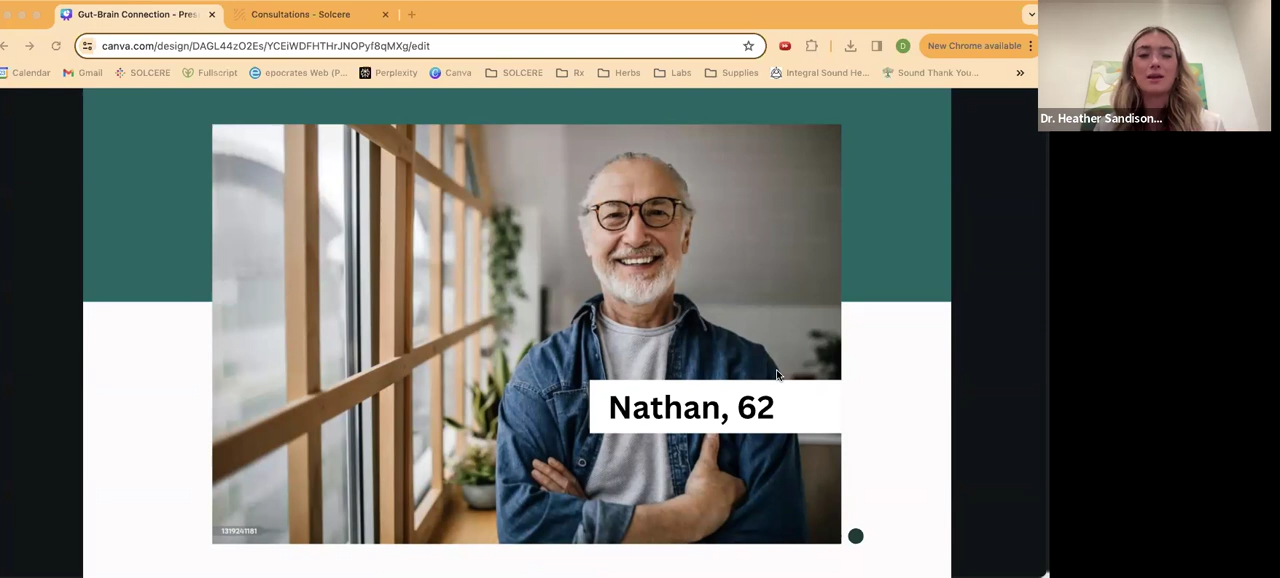 Gut-Brain Connection - Pres
Consultations - Solcere
canva.com/design/DAGL44zO2Es/YCEiWDFHTHrJNOPyf8qMXg/edit
D
New Chrome available
Calendar
Gmail
SOLCERE
Fullscript
epocrates Web (P...
Perplexity
Canva
SOLCERE
Rx
Herbs
Labs
Supplies
Integral Sound He...
Sound Thank You...
»
Dr. Heather Sandison...
Nathan, 62
1319241181